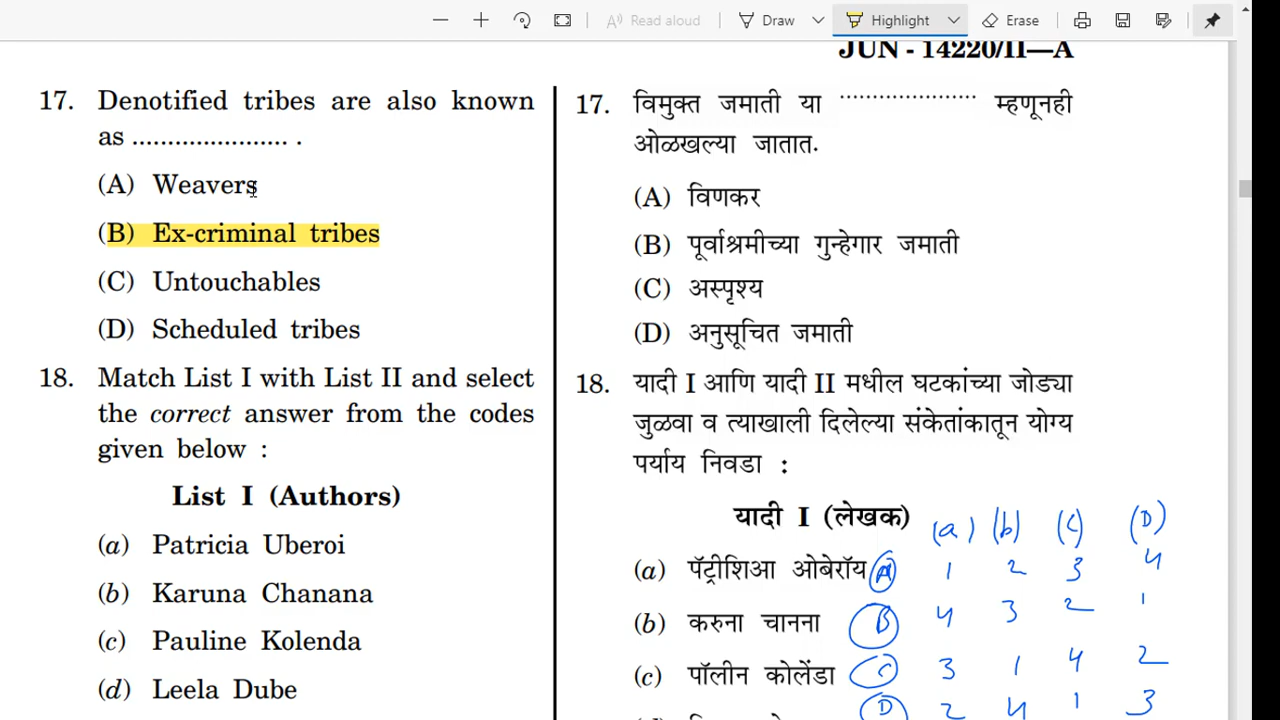 Read aloud
Draw
Highlight
Erase
JUN - 14220/II—A
17. Denotified tribes are also known
as ...................... .
(A) Weavers
(B) Ex-criminal tribes
(C) Untouchables
(D) Scheduled tribes
18. Match List I with List II and select
the correct answer from the codes
given below :
List I (Authors)
(a) Patricia Uberoi
(b) Karuna Chanana
(c) Pauline Kolenda
(d) Leela Dube
17. विमुक्त जमाती या ..................... म्हणूनही
ओळखल्या जातात.
(A) विणकर
(B) पूर्वाश्रमीच्या गुन्हेगार जमाती
(C) अस्पृश्य
(D) अनुसूचित जमाती
18. यादी I आणि यादी II मधील घटकांच्या जोड्या
जुळवा व त्याखाली दिलेल्या संकेतांकातून योग्य
पर्याय निवडा :
यादी I (लेखक) (a) (b) (c) (D)
(a) पॅट्रीशिआ ओबेरॉय A 1 2 3 4
(b) करुना चानना B 4 3 2 1
(c) पॉलीन कोलेंडा C 3 1 4 2
D 2 4 1 3